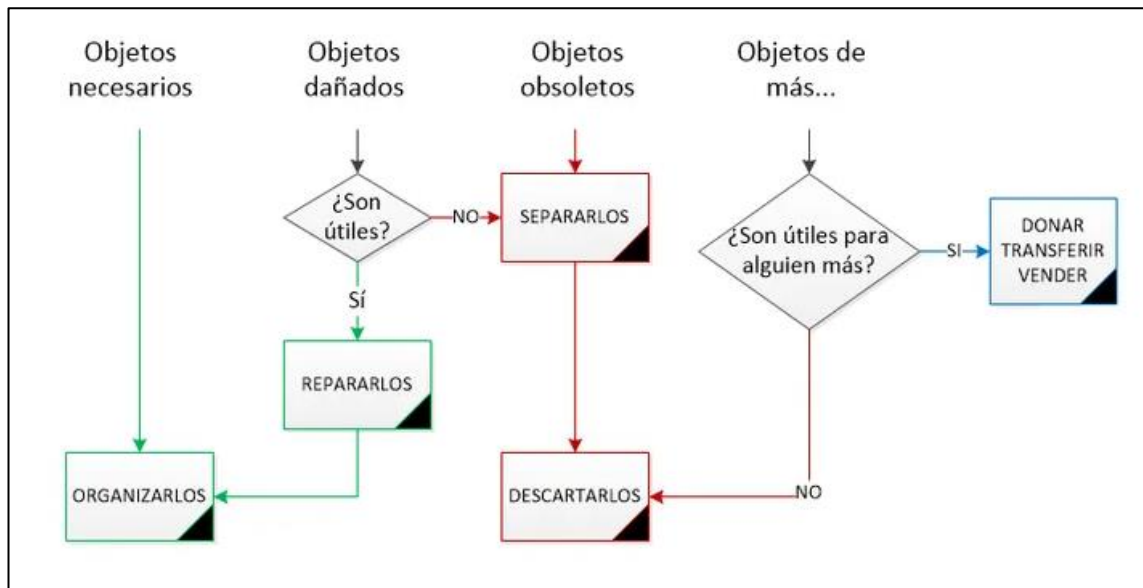 Objetos
necesarios
Objetos
dañados
Objetos
obsoletos
Objetos de
más...
¿Son
útiles?
NO
SEPARARLOS
¿Son útiles para
alguien más?
SI
DONAR
TRANSFERIR
VENDER
Sí
REPARARLOS
ORGANIZARLOS
DESCARTARLOS
NO